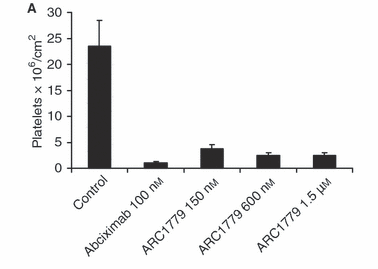 A
Platelets × 10⁶/cm²
30
25
20
15
10
5
0
Control
Abciximab 100 nM
ARC1779 150 nM
ARC1779 600 nM
ARC1779 1.5 μM